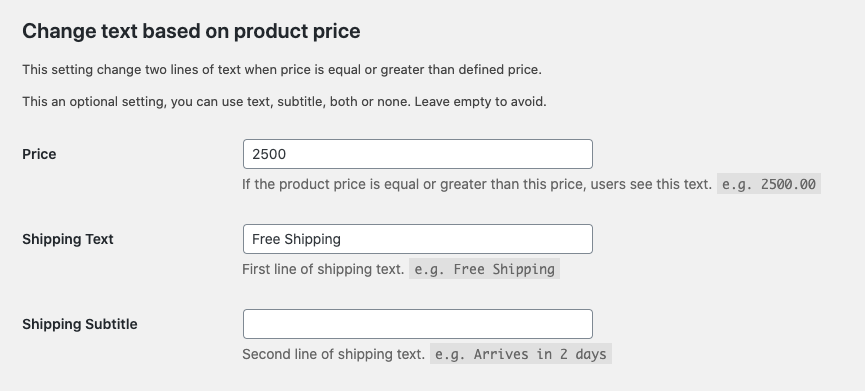 Change text based on product price
This setting change two lines of text when price is equal or greater than defined price.
This an optional setting, you can use text, subtitle, both or none. Leave empty to avoid.
Price 2500
If the product price is equal or greater than this price, users see this text. e.g. 2500.00
Shipping Text Free Shipping
First line of shipping text. e.g. Free Shipping
Shipping Subtitle
Second line of shipping text. e.g. Arrives in 2 days